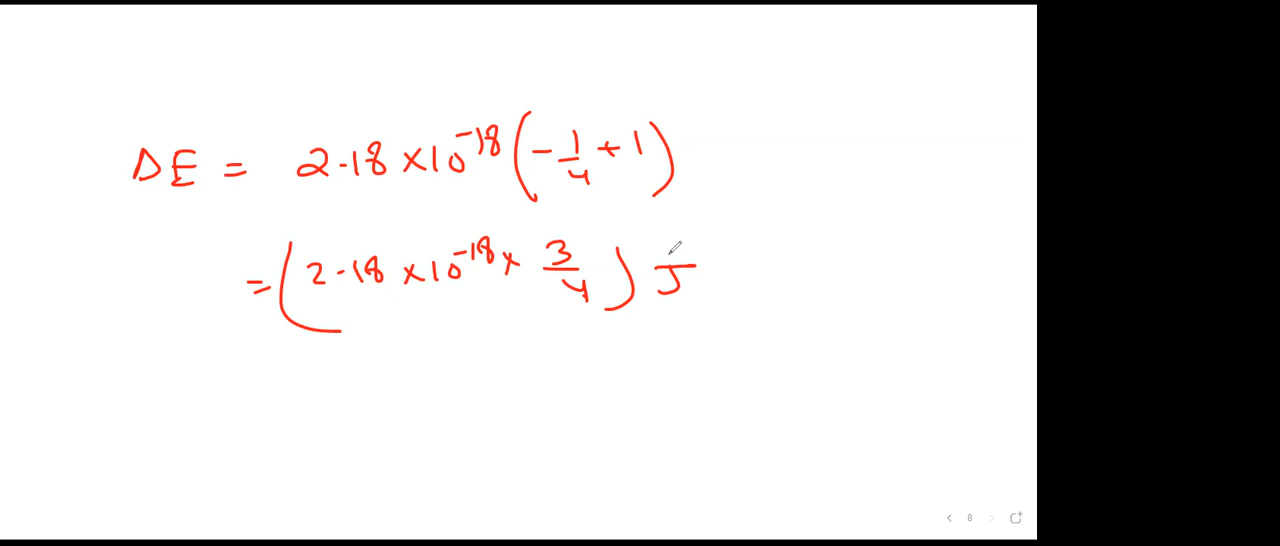 ΔE = 2.18 × 10⁻¹⁸ (-1/4 + 1)
= (2.18 × 10⁻¹⁸ × 3/4) J
8